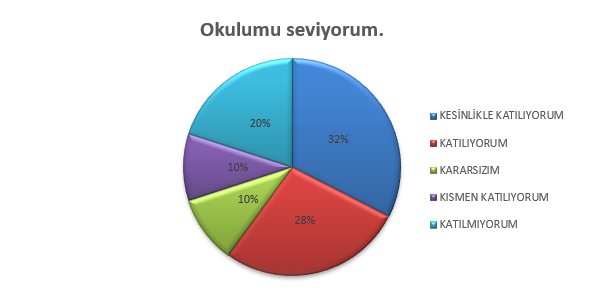 Okulumu seviyorum.
32%
28%
10%
10%
20%
KESİNLİKLE KATILIYORUM
KATILIYORUM
KARARSIZIM
KISMEN KATILIYORUM
KATILMIYORUM